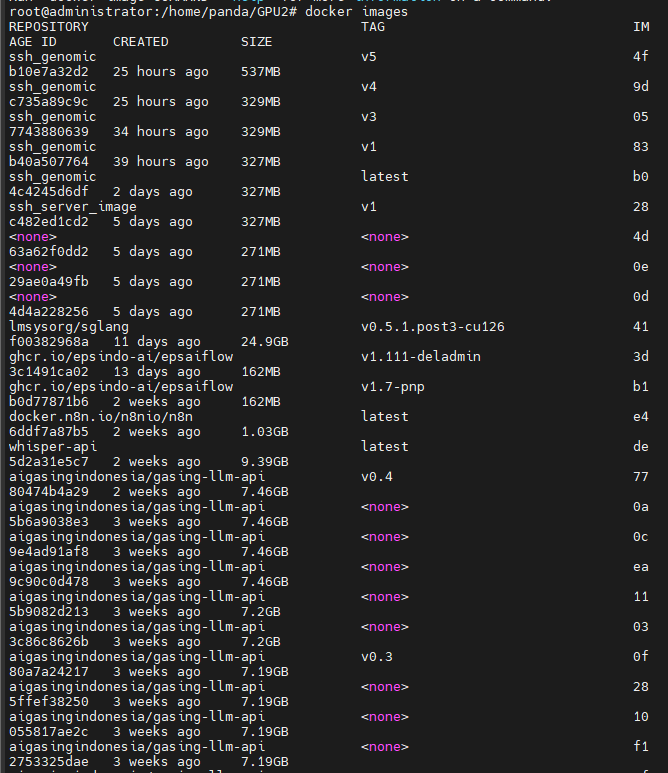 root@administrator:/home/panda/GPU2# docker images
REPOSITORY TAG IM
AGE ID CREATED SIZE
ssh_genomic v5 4f
b10e7a32d2 25 hours ago 537MB
ssh_genomic v4 9d
c735a89c9c 25 hours ago 329MB
ssh_genomic v3 05
7743880639 34 hours ago 329MB
ssh_genomic v1 83
b40a507764 39 hours ago 327MB
ssh_genomic latest b0
4c4245d6df 2 days ago 327MB
ssh_server_image v1 28
c482ed1cd2 5 days ago 327MB
<none> <none> 4d
63a62f0dd2 5 days ago 271MB
<none> <none> 0e
29ae0a49fb 5 days ago 271MB
<none> <none> 0d
4d4a228256 5 days ago 271MB
lmsysorg/sglang v0.5.1.post3-cu126 41
f00382968a 11 days ago 24.9GB
ghcr.io/epsindo-ai/epsaiflow v1.111-deladmin 3d
3c1491ca02 13 days ago 162MB
ghcr.io/epsindo-ai/epsaiflow v1.7-pnp b1
b0d77871b6 2 weeks ago 162MB
docker.n8n.io/n8nio/n8n latest e4
6ddf7a87b5 2 weeks ago 1.03GB
whisper-api latest de
5d2a31e5c7 2 weeks ago 9.39GB
aigasingindonesia/gasing-llm-api v0.4 77
80474b4a29 2 weeks ago 7.46GB
aigasingindonesia/gasing-llm-api <none> 0a
5b6a9038e3 3 weeks ago 7.46GB
aigasingindonesia/gasing-llm-api <none> 0c
9e4ad91af8 3 weeks ago 7.46GB
aigasingindonesia/gasing-llm-api <none> ea
9c90c0d478 3 weeks ago 7.46GB
aigasingindonesia/gasing-llm-api <none> 11
5b9082d213 3 weeks ago 7.2GB
aigasingindonesia/gasing-llm-api <none> 03
3c86c8626b 3 weeks ago 7.2GB
aigasingindonesia/gasing-llm-api v0.3 0f
80a7a24217 3 weeks ago 7.19GB
aigasingindonesia/gasing-llm-api <none> 28
5ffef38250 3 weeks ago 7.19GB
aigasingindonesia/gasing-llm-api <none> 10
055817ae2c 3 weeks ago 7.19GB
aigasingindonesia/gasing-llm-api <none> f1
2753325dae 3 weeks ago 7.19GB